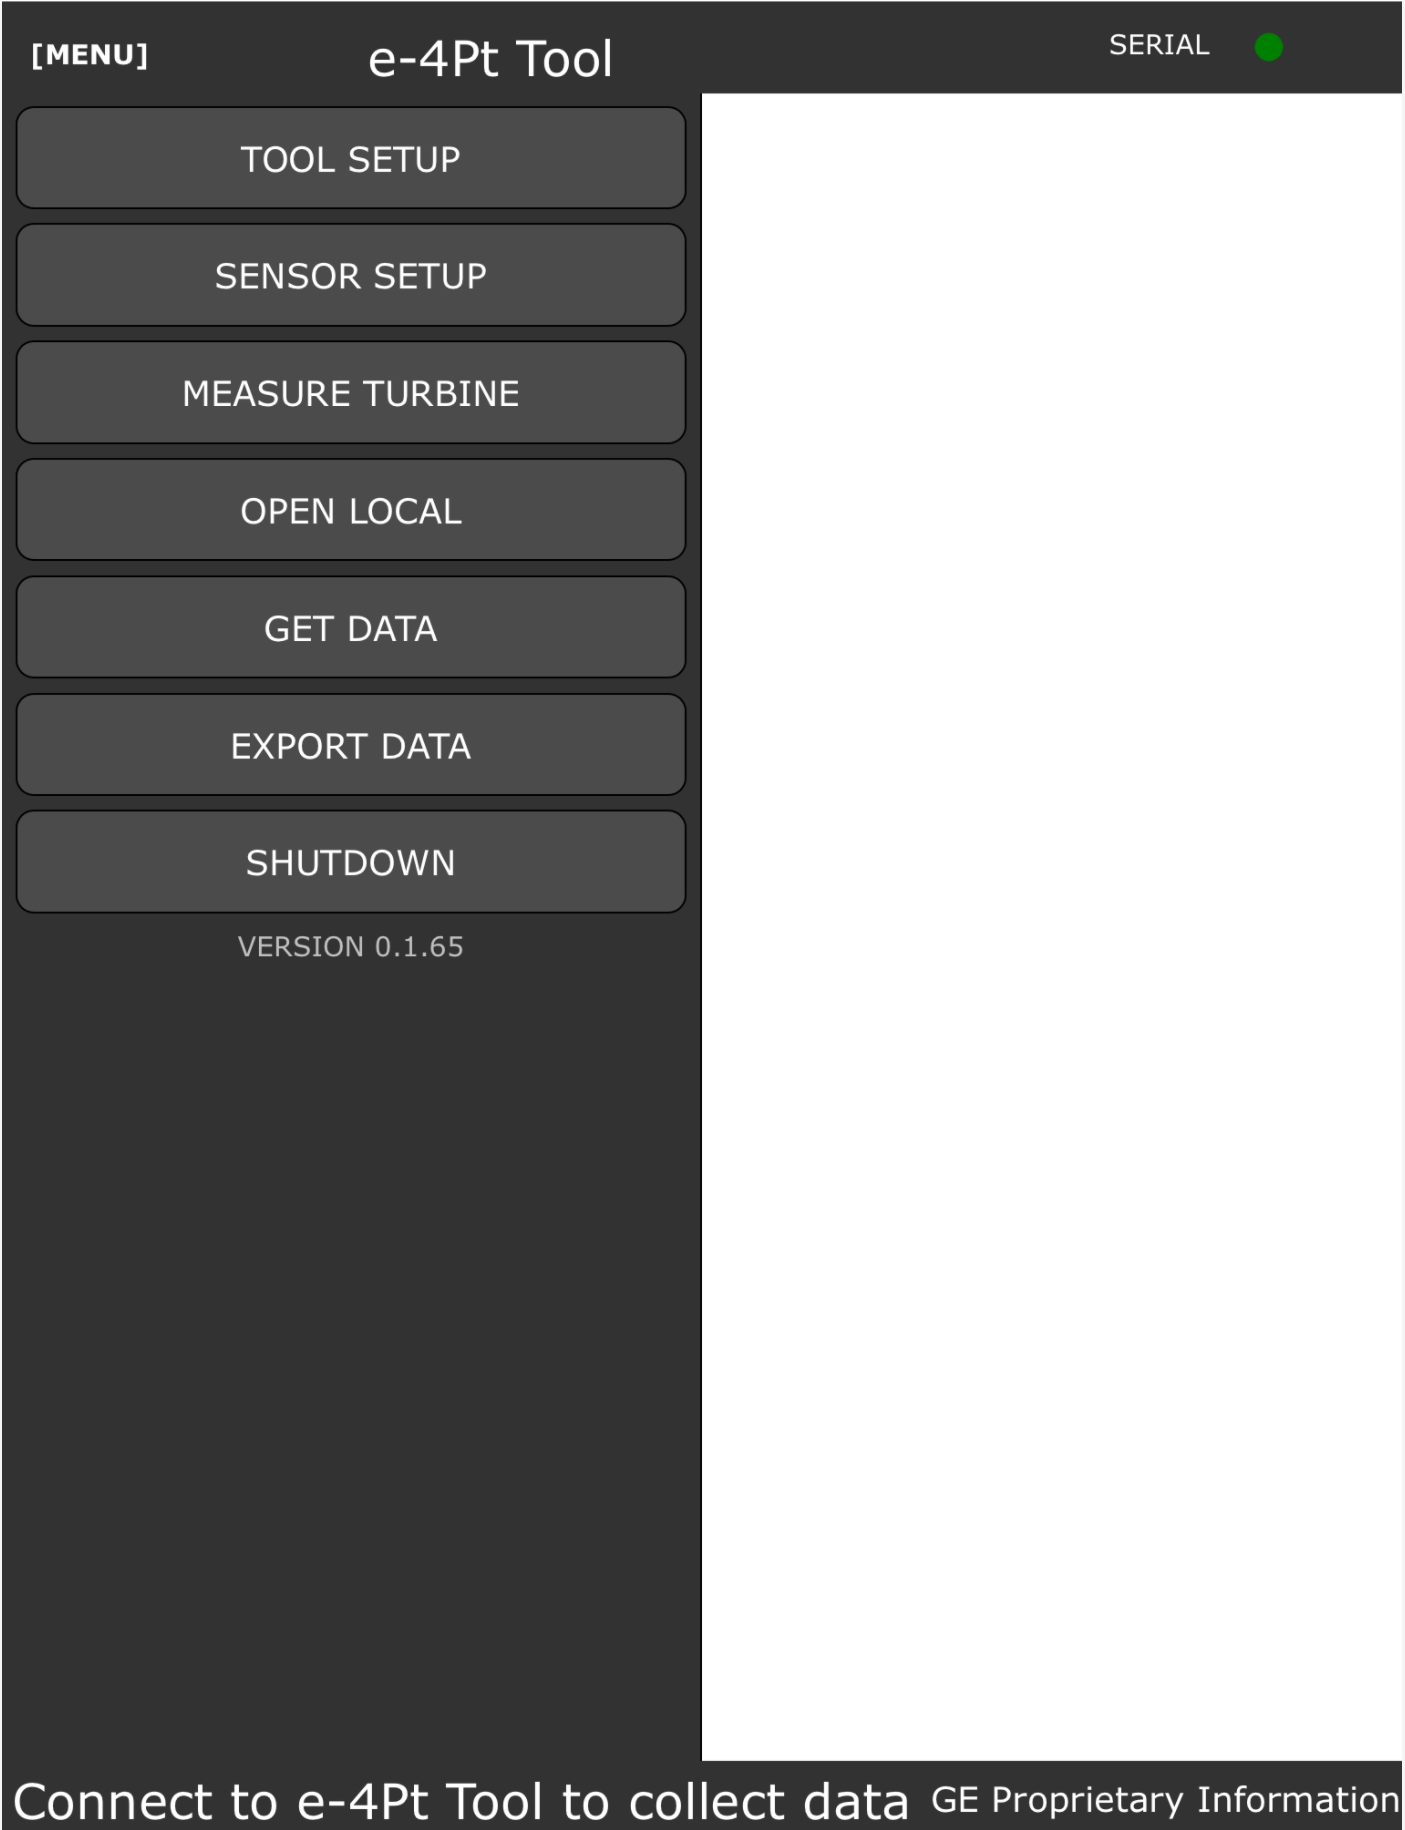 [MENU]
e-4Pt Tool
SERIAL
TOOL SETUP
SENSOR SETUP
MEASURE TURBINE
OPEN LOCAL
GET DATA
EXPORT DATA
SHUTDOWN
VERSION 0.1.65
Connect to e-4Pt Tool to collect data
GE Proprietary Information